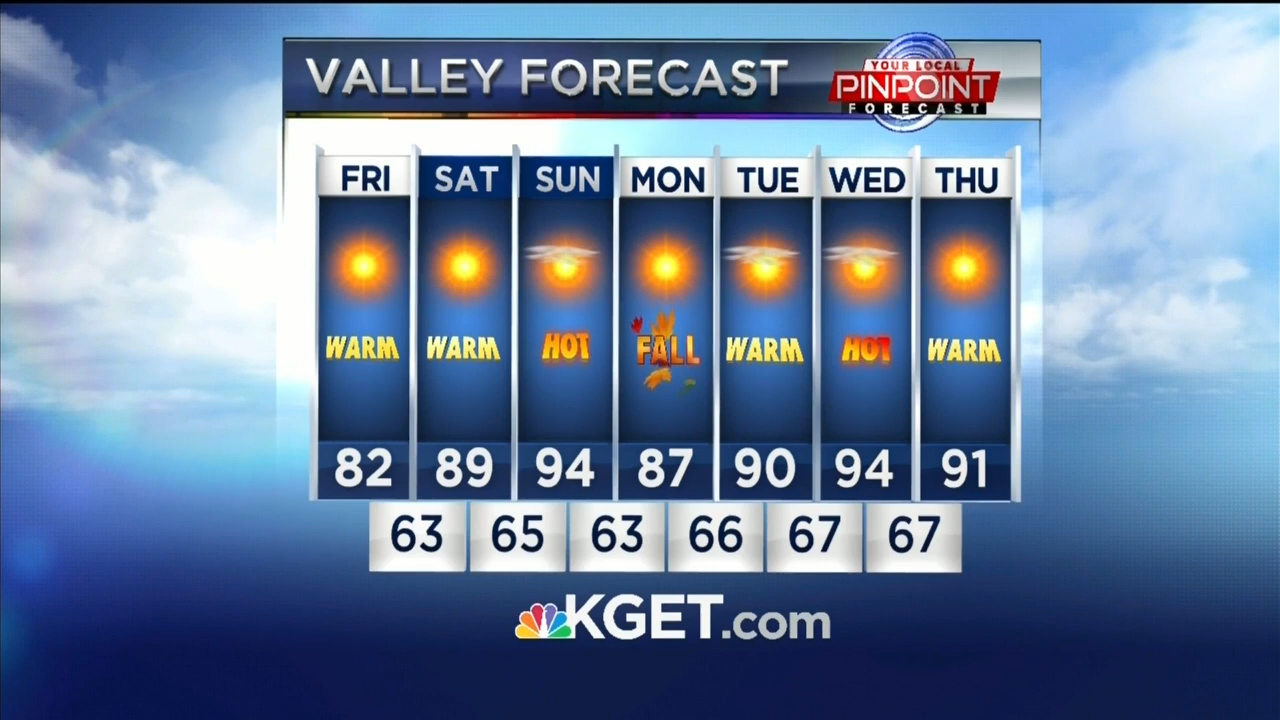 VALLEY FORECAST
YOUR LOCAL
PINPOINT
FORECAST
FRI SAT SUN MON TUE WED THU
WARM WARM HOT FALL WARM HOT WARM
82 89 94 87 90 94 91
63 65 63 66 67 67
KGET.com